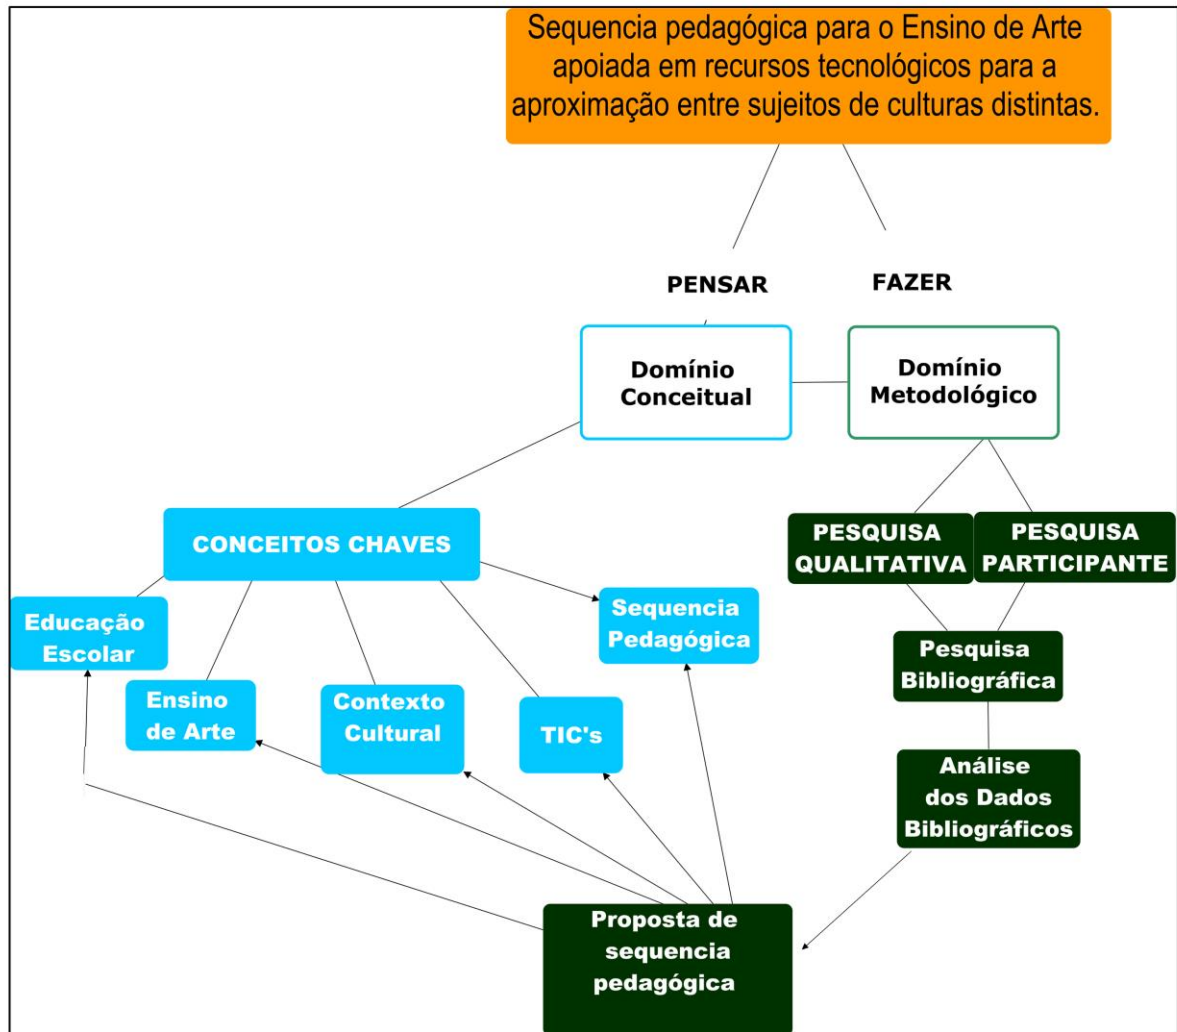 Sequencia pedagógica para o Ensino de Arte
apoiada em recursos tecnológicos para a
aproximação entre sujeitos de culturas distintas.
PENSAR
FAZER
Domínio
Conceitual
Domínio
Metodológico
CONCEITOS CHAVES
PESQUISA
QUALITATIVA
PESQUISA
PARTICIPANTE
Educação
Escolar
Ensino
de Arte
Contexto
Cultural
TIC's
Sequencia
Pedagógica
Pesquisa
Bibliográfica
Análise
dos Dados
Bibliográficos
Proposta de
sequencia
pedagógica